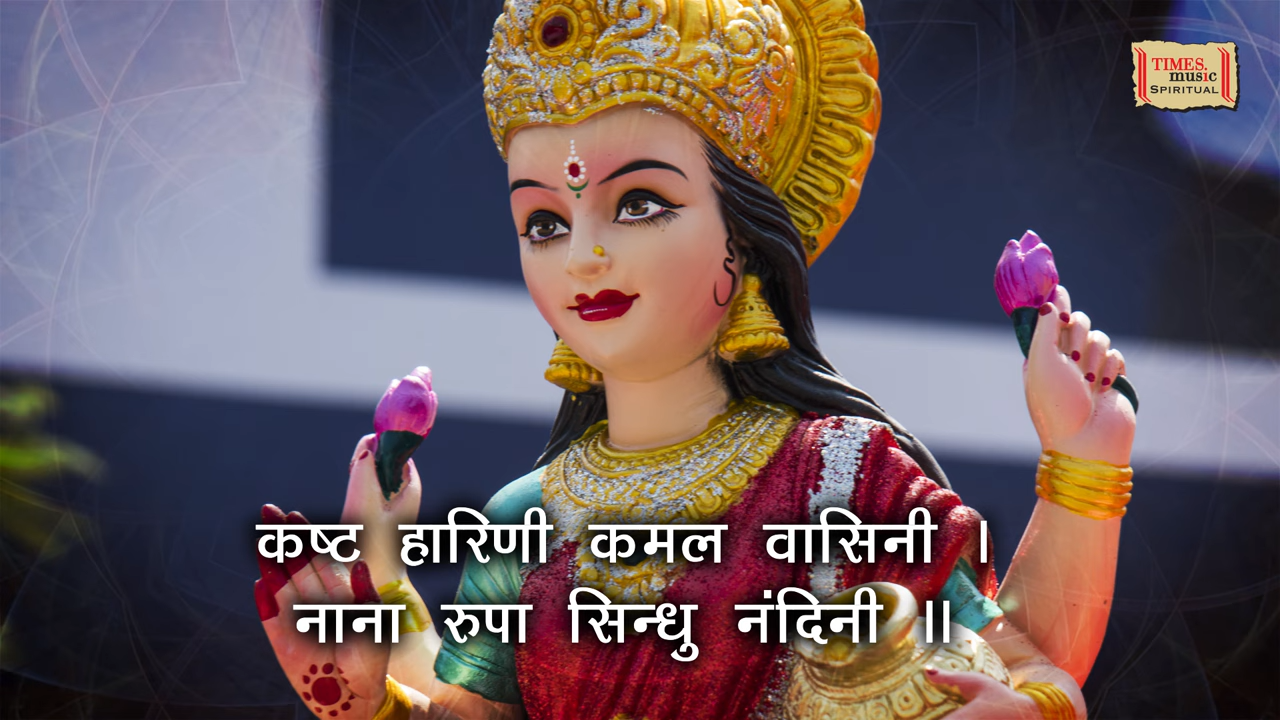 TIMES.
music
SPIRITUAL
कष्ट हारिणी कमल वासिनी ।
नाना रुपा सिन्धु नंदिनी ॥